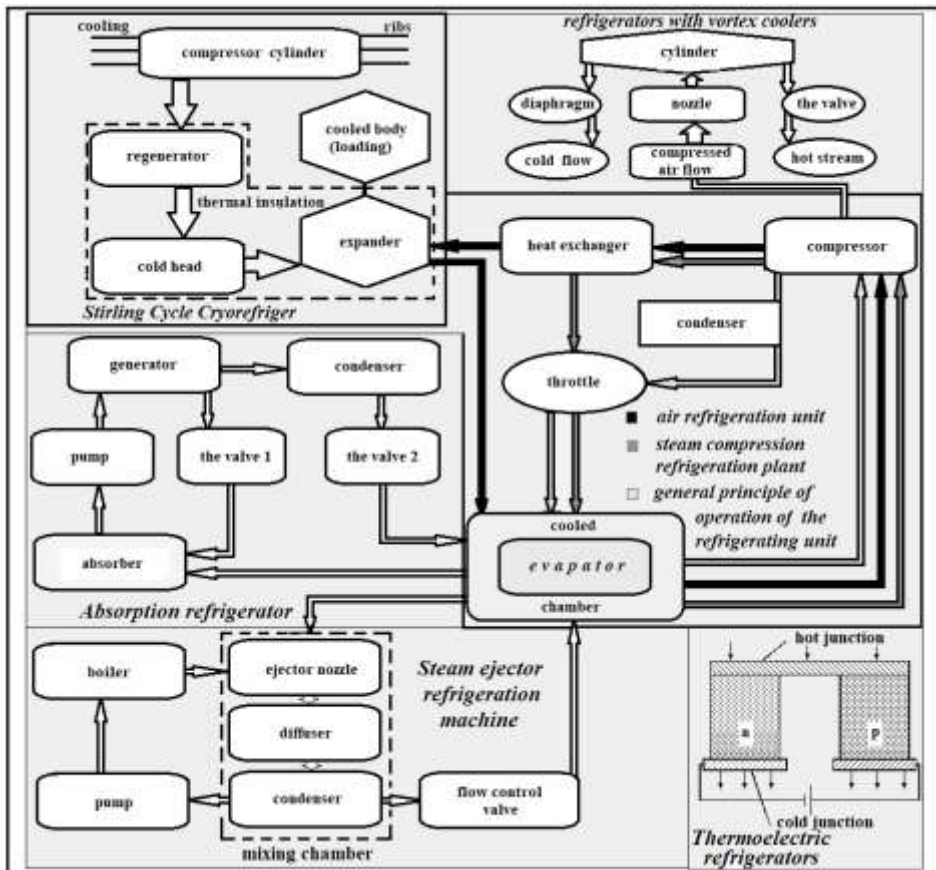 cooling
ribs
compressor cylinder
regenerator
cooled body
(loading)
thermal insulation
cold head
expander
Stirling Cycle Cryorefriger
refrigerators with vortex coolers
cylinder
diaphragm
nozzle
the valve
cold flow
compressed
air flow
hot stream
heat exchanger
compressor
condenser
throttle
air refrigeration unit
steam compression
refrigeration plant
general principle of
operation of the
refrigerating unit
cooled
evapator
chamber
generator
condenser
pump
the valve 1
the valve 2
absorber
Absorption refrigerator
boiler
ejector nozzle
Steam ejector
refrigeration
machine
diffuser
pump
condenser
flow control
valve
mixing chamber
hot junction
n
p
cold junction
Thermoelectric
refrigerators